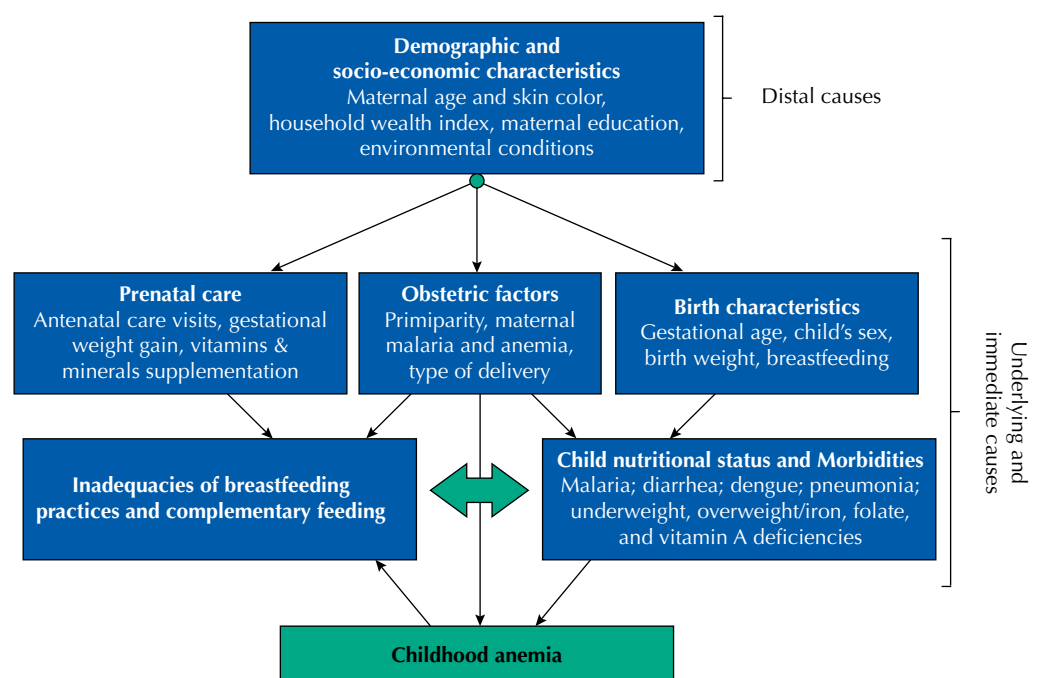 Demographic and
socio-economic characteristics
Maternal age and skin color,
household wealth index, maternal education,
environmental conditions
Distal causes
Prenatal care
Antenatal care visits, gestational
weight gain, vitamins &
minerals supplementation
Obstetric factors
Primiparity, maternal
malaria and anemia,
type of delivery
Birth characteristics
Gestational age, child’s sex,
birth weight, breastfeeding
Underlying and
immediate causes
Inadequacies of breastfeeding
practices and complementary feeding
Child nutritional status and Morbidities
Malaria; diarrhea; dengue; pneumonia;
underweight, overweight/iron, folate,
and vitamin A deficiencies
Childhood anemia